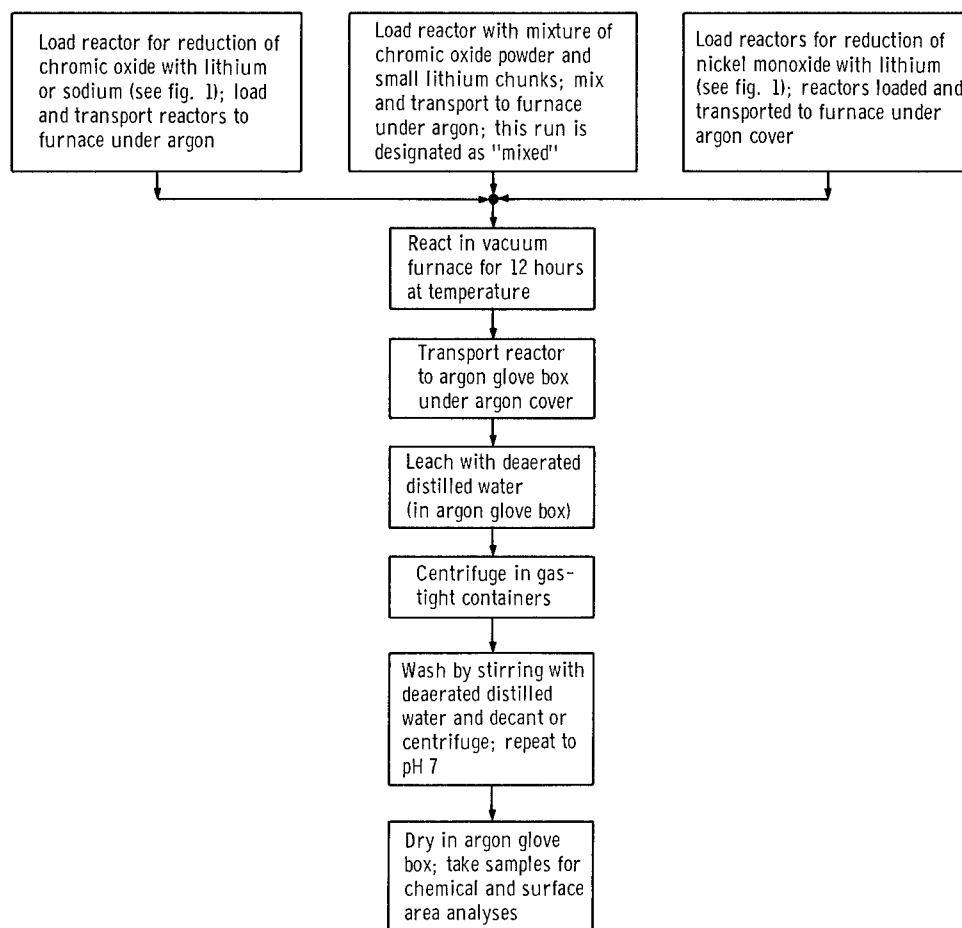 Load reactor for reduction of
chromic oxide with lithium
or sodium (see fig. 1); load
and transport reactors to
furnace under argon
Load reactor with mixture of
chromic oxide powder and
small lithium chunks; mix
and transport to furnace
under argon; this run is
designated as "mixed"
Load reactors for reduction of
nickel monoxide with lithium
(see fig. 1); reactors loaded and
transported to furnace under
argon cover
React in vacuum
furnace for 12 hours
at temperature
Transport reactor
to argon glove box
under argon cover
Leach with deaerated
distilled water
(in argon glove box)
Centrifuge in gas-
tight containers
Wash by stirring with
deaerated distilled
water and decant or
centrifuge; repeat to
pH 7
Dry in argon glove
box; take samples for
chemical and surface
area analyses